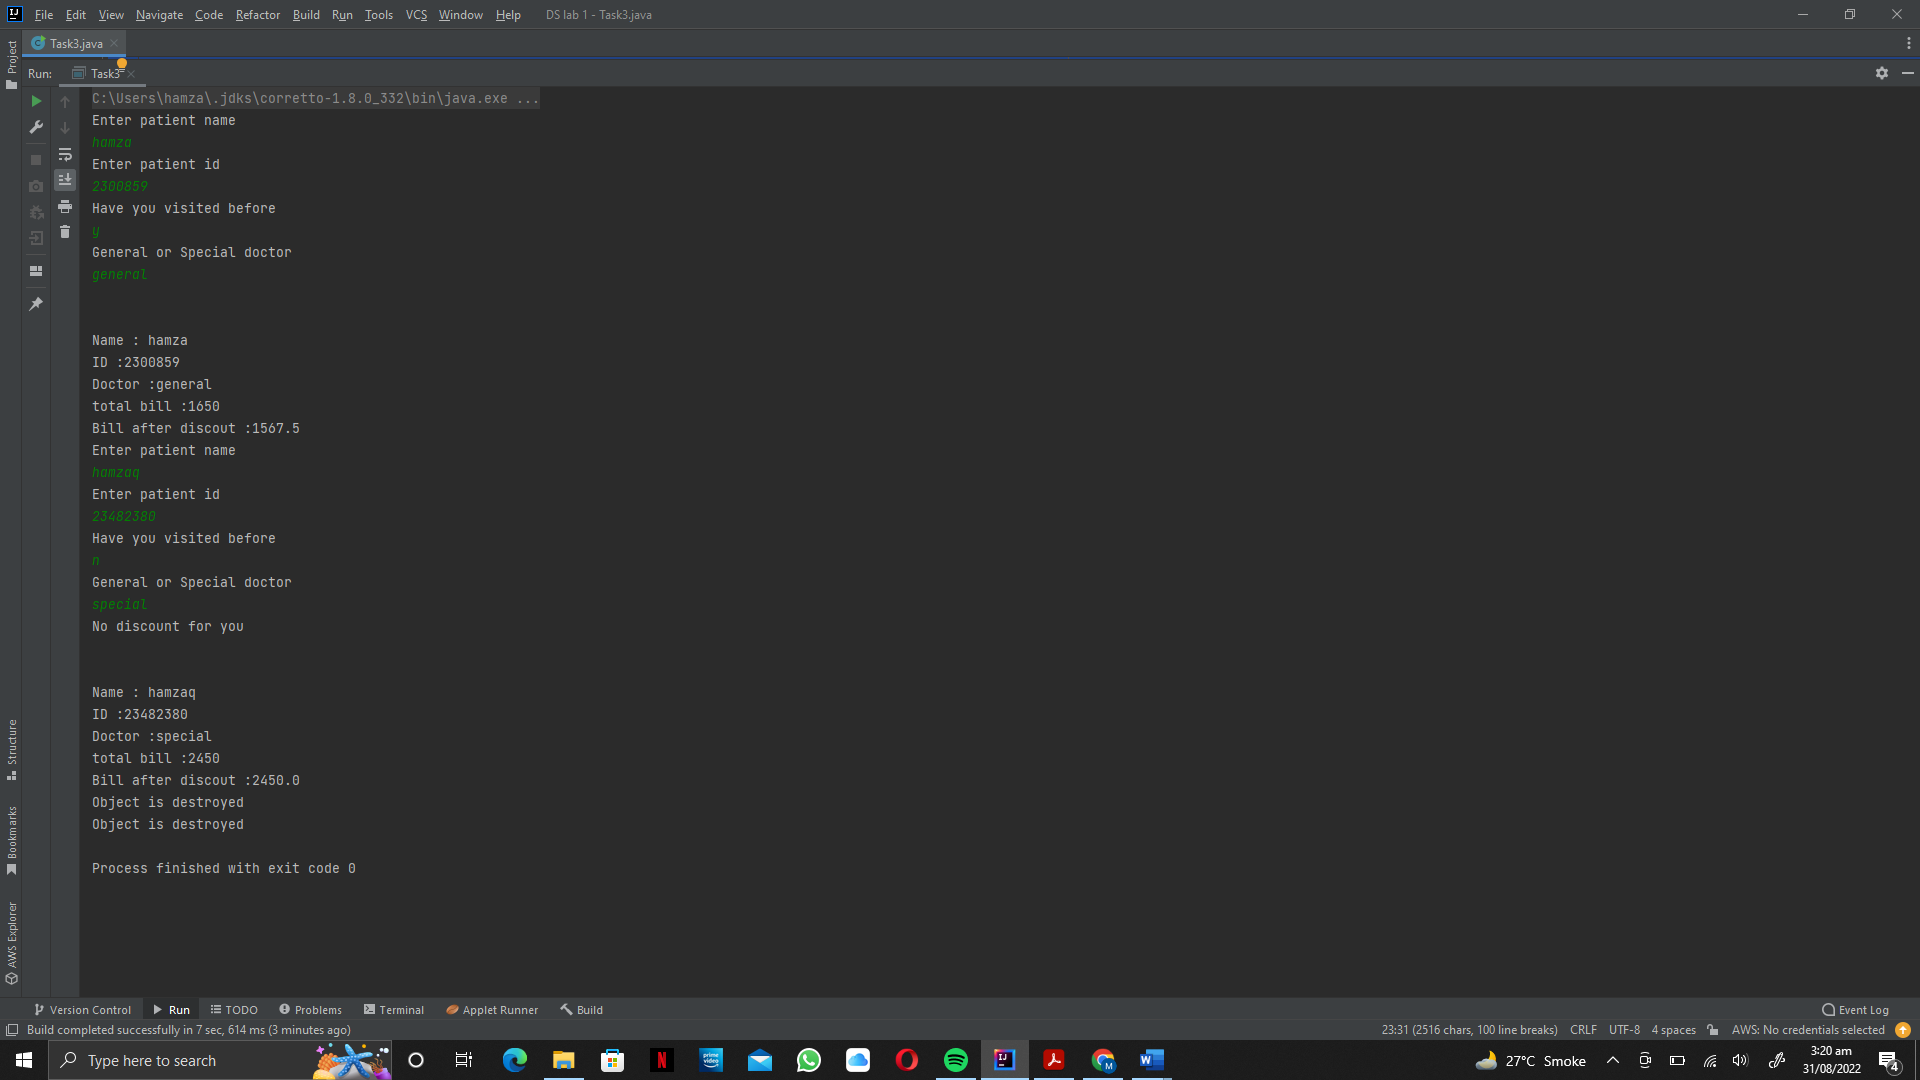 File Edit View Navigate Code Refactor Build Run Tools VCS Window Help DS lab 1 - Task3.java
Project
Task3.java
Run: Task3
C:\Users\hamza\.jdks\corretto-1.8.0_332\bin\java.exe ...
Enter patient name
hamza
Enter patient id
2300859
Have you visited before
y
General or Special doctor
general
Name : hamza
ID :2300859
Doctor :general
total bill :1650
Bill after discout :1567.5
Enter patient name
hamzaq
Enter patient id
23482380
Have you visited before
n
General or Special doctor
special
No discount for you
Name : hamzaq
ID :23482380
Doctor :special
total bill :2450
Bill after discout :2450.0
Object is destroyed
Object is destroyed
Process finished with exit code 0
Structure
Bookmarks
AWS Explorer
Version Control Run TODO Problems Terminal Applet Runner Build Event Log
Build completed successfully in 7 sec, 614 ms (3 minutes ago) 23:31 (2516 chars, 100 line breaks) CRLF UTF-8 4 spaces AWS: No credentials selected
Type here to search prime video 27°C Smoke 3:20 am
31/08/2022 4